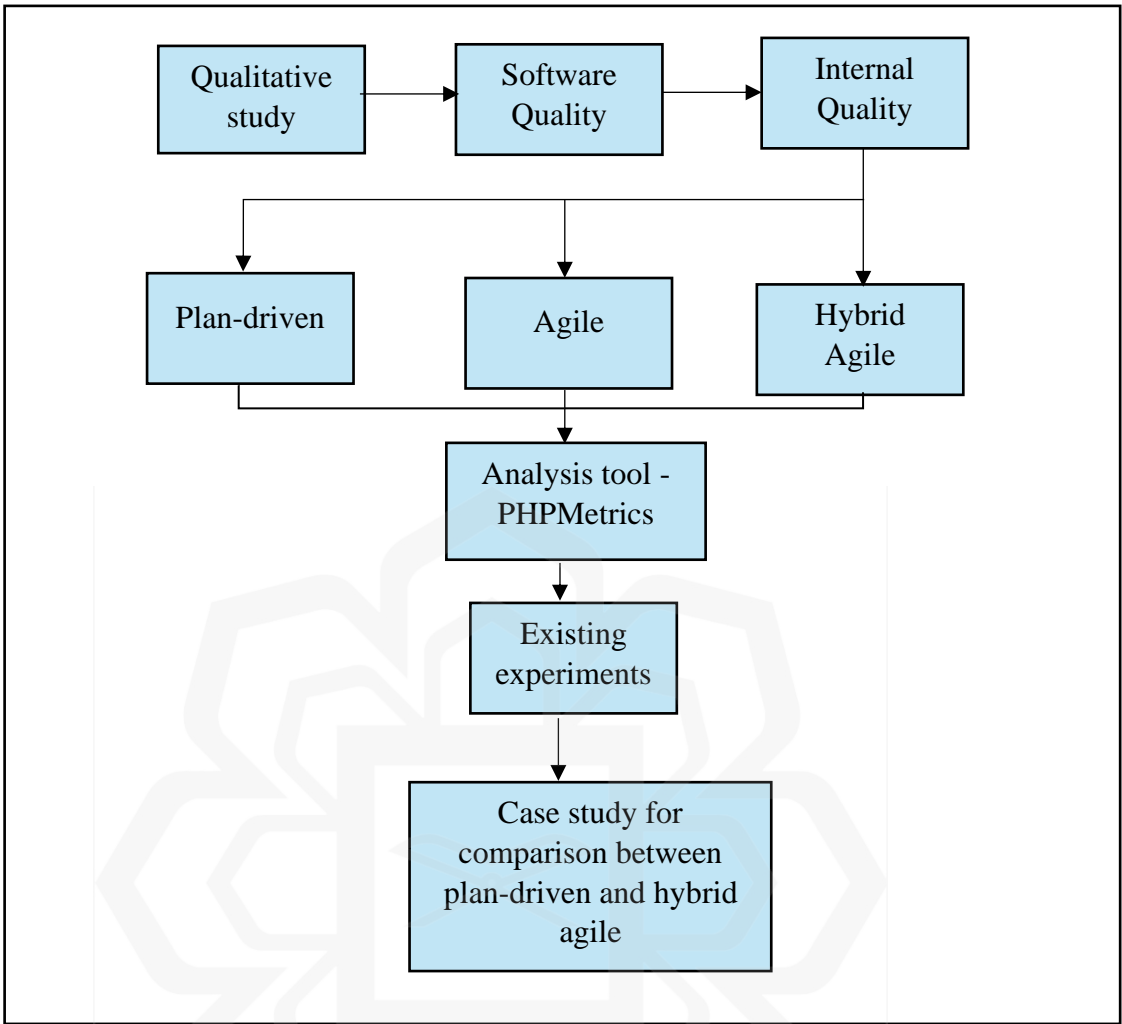 Qualitative
study
Software
Quality
Internal
Quality
Plan-driven
Agile
Hybrid
Agile
Analysis tool -
PHPMetrics
Existing
experiments
Case study for
comparison between
plan-driven and hybrid
agile